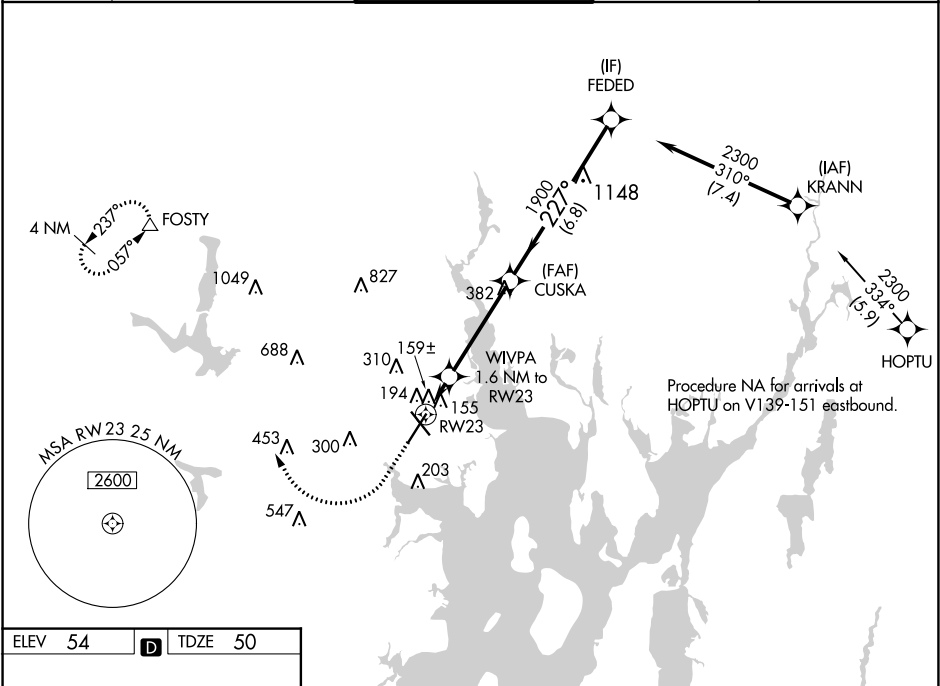 (IF)
FEDED
2300
310°
(7.4)
(IAF)
KRANN
1148
1900
227°
(6.8)
4 NM
237°
057°
FOSTY
1049
827
382
(FAF)
CUSKA
2300
334°
(5.9)
HOPTU
688
310
159±
WIVPA
1.6 NM to
RW23
194
155
RW23
Procedure NA for arrivals at
HOPTU on V139-151 eastbound.
453
300
203
547
MSA RW 23 25 NM
2600
ELEV 54
D
TDZE 50